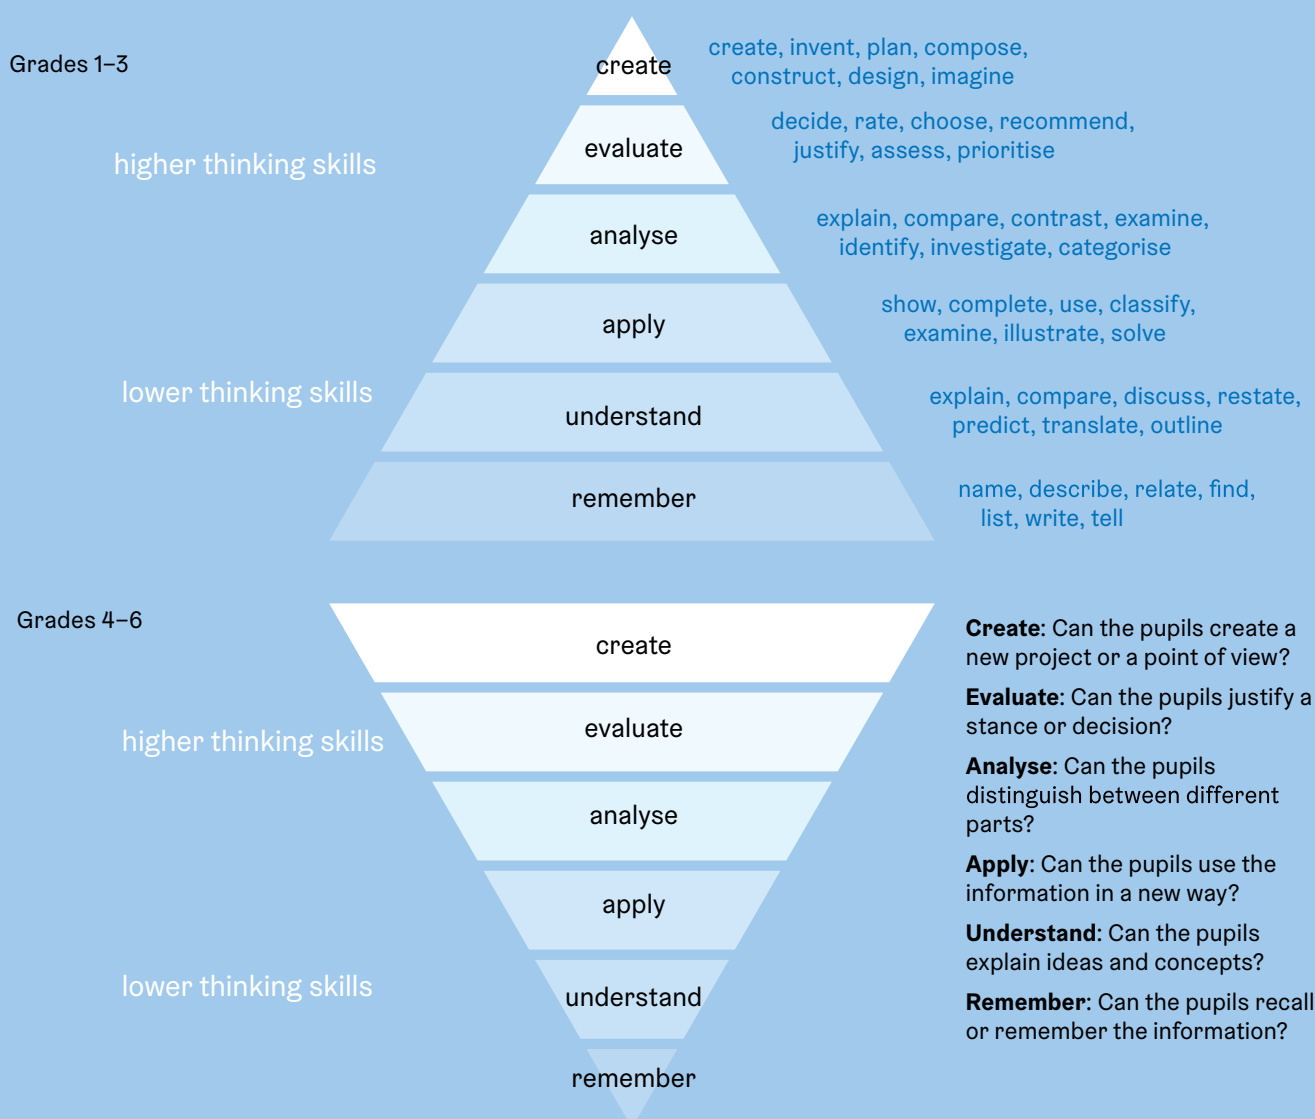 Grades 1–3
create
create, invent, plan, compose,
construct, design, imagine
higher thinking skills
evaluate
decide, rate, choose, recommend,
justify, assess, prioritise
analyse
explain, compare, contrast, examine,
identify, investigate, categorise
apply
show, complete, use, classify,
examine, illustrate, solve
lower thinking skills
understand
explain, compare, discuss, restate,
predict, translate, outline
remember
name, describe, relate, find,
list, write, tell
Grades 4–6
create
higher thinking skills
evaluate
analyse
apply
lower thinking skills
understand
remember
Create: Can the pupils create a
new project or a point of view?
Evaluate: Can the pupils justify a
stance or decision?
Analyse: Can the pupils
distinguish between different
parts?
Apply: Can the pupils use the
information in a new way?
Understand: Can the pupils
explain ideas and concepts?
Remember: Can the pupils recall
or remember the information?